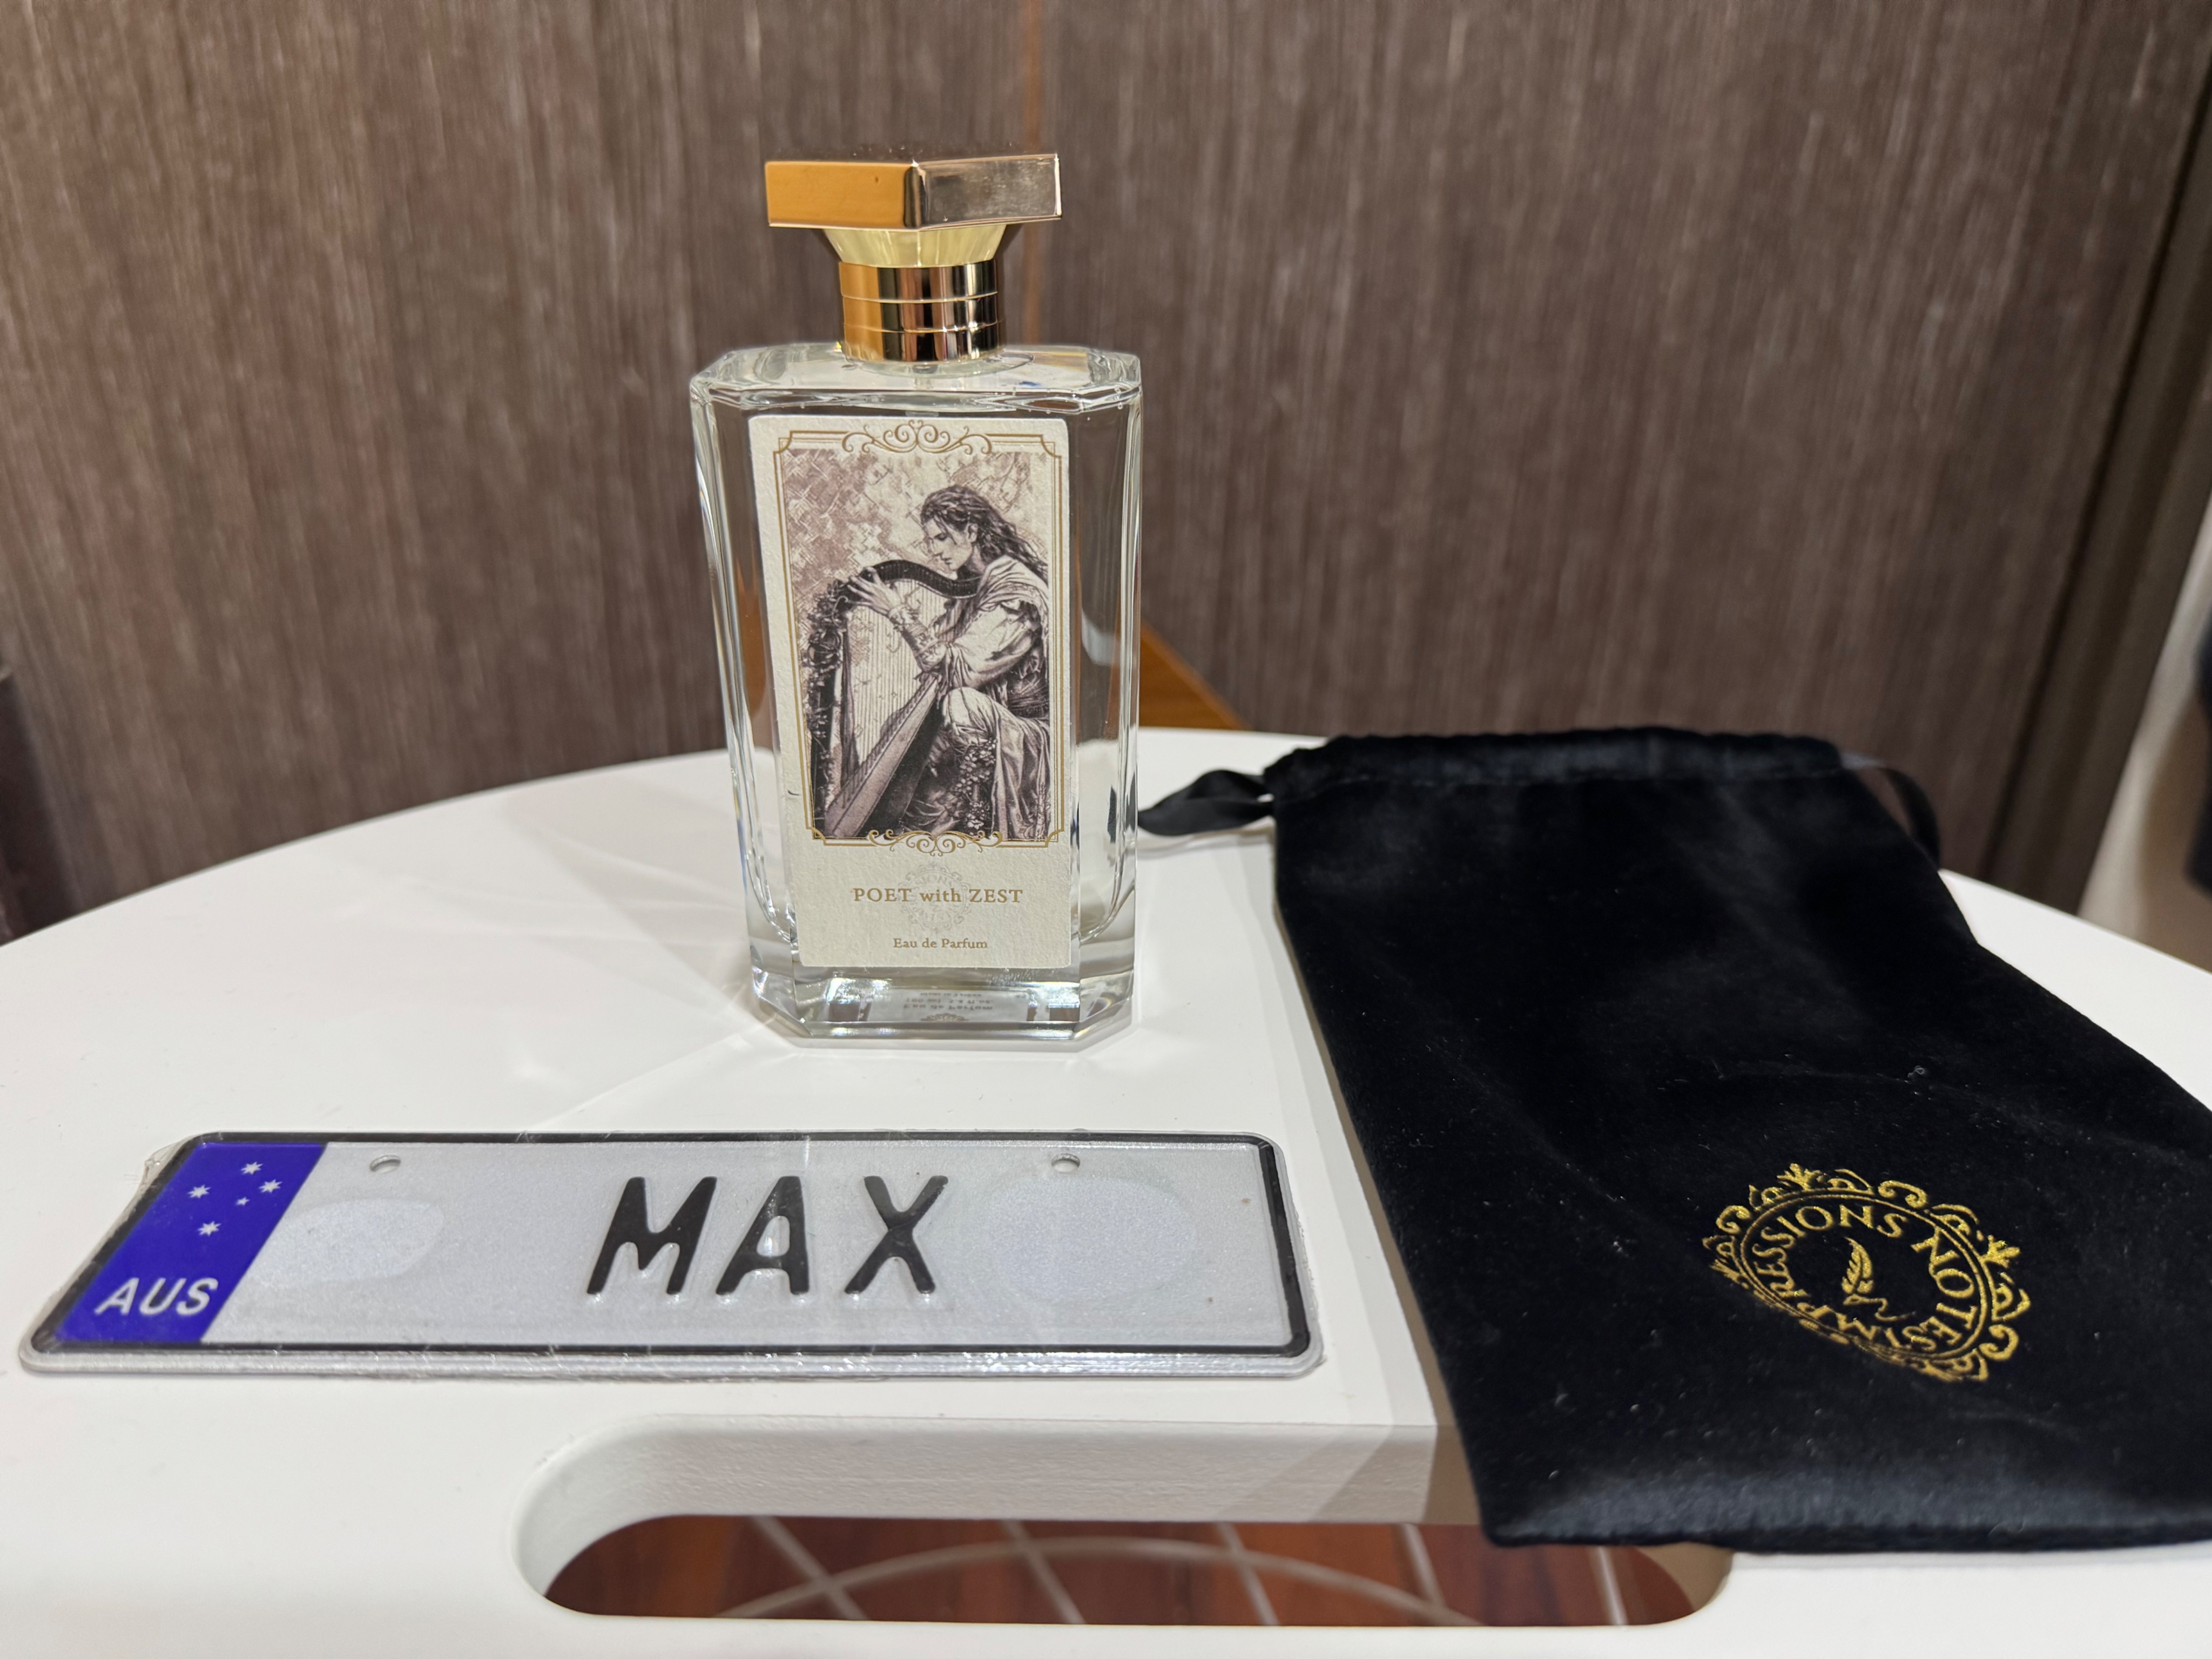 POET with ZEST
Eau de Parfum
AUS
MAX
IMPRESSIONS NOTES